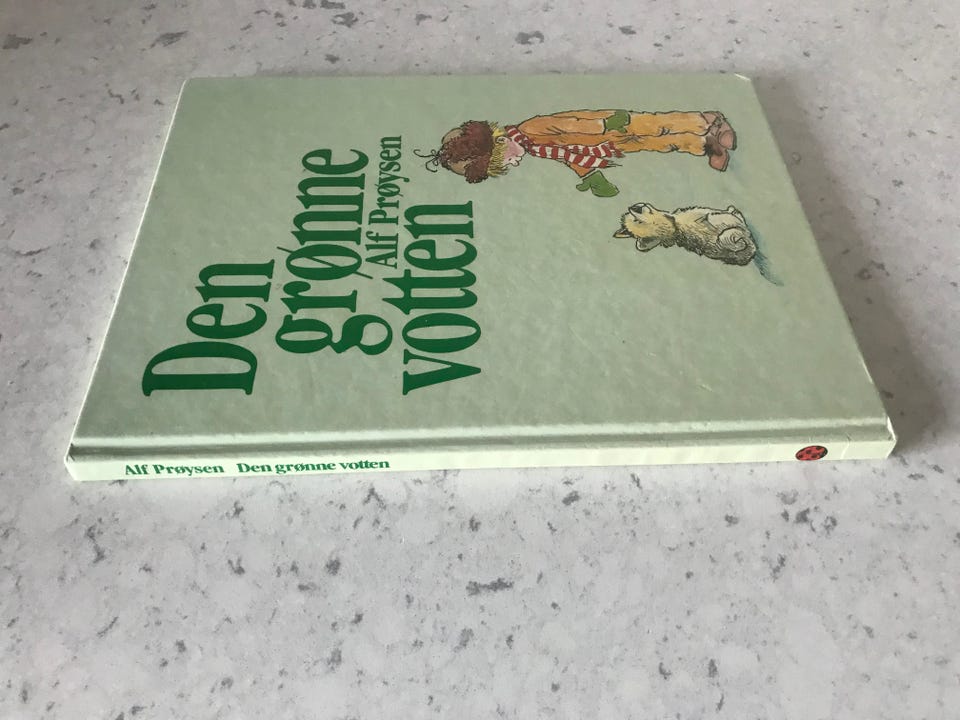 Den
grønne
Alf Prøysen
votten
Alf Prøysen Den grønne votten